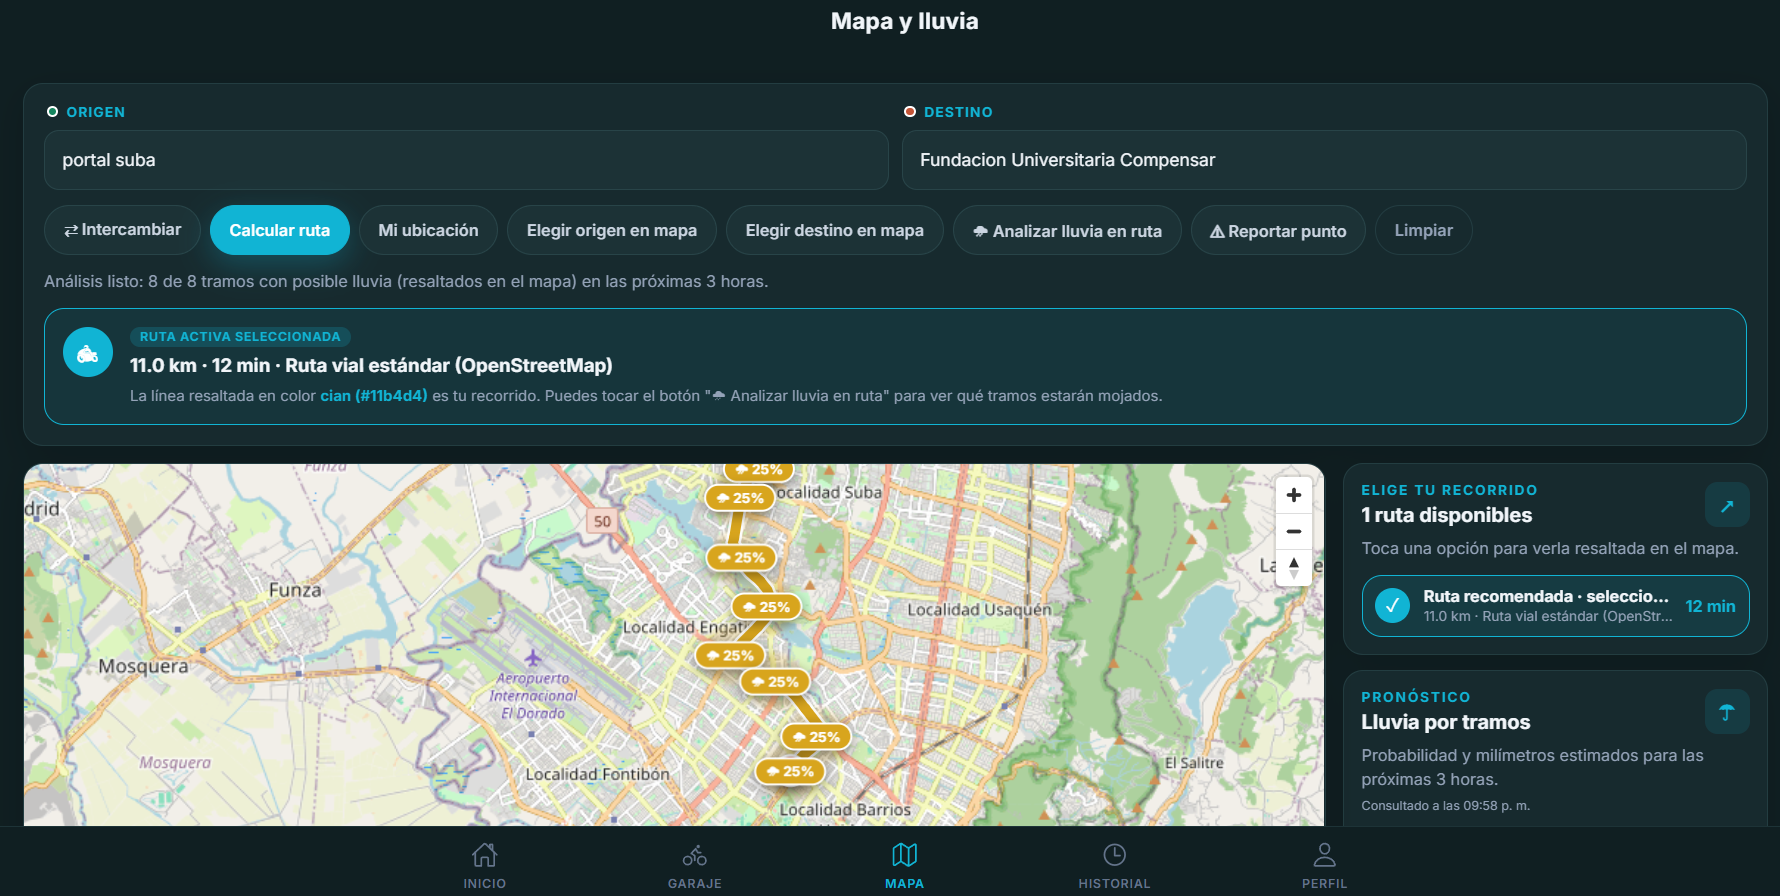 Mapa y lluvia
ORIGEN
DESTINO
portal suba
Fundacion Universitaria Compensar
Intercambiar
Calcular ruta
Mi ubicación
Elegir origen en mapa
Elegir destino en mapa
Analizar lluvia en ruta
Reportar punto
Limpiar
Análisis listo: 8 de 8 tramos con posible lluvia (resaltados en el mapa) en las próximas 3 horas.
RUTA ACTIVA SELECCIONADA
11.0 km · 12 min · Ruta vial estándar (OpenStreetMap)
La línea resaltada en color cian (#11b4d4) es tu recorrido. Puedes tocar el botón "🌧 Analizar lluvia en ruta" para ver qué tramos estarán mojados.
Funza
25%
25%
ocalidad Suba
drid
50
25%
Funza
25%
Localidad Usaquén
Localidad Engati
25%
Mosquera
Aeropuerto
Internacional
El Dorado
25%
25%
Mosquera
25%
Localidad Fontibón
El Salitre
Localidad Barrios
La
e
ELIGE TU RECORRIDO
1 ruta disponibles
Toca una opción para verla resaltada en el mapa.
Ruta recomendada · seleccio...
12 min
11.0 km · Ruta vial estándar (OpenStr...
PRONÓSTICO
Lluvia por tramos
Probabilidad y milímetros estimados para las
próximas 3 horas.
Consultado a las 09:58 p. m.
INICIO
GARAJE
MAPA
HISTORIAL
PERFIL